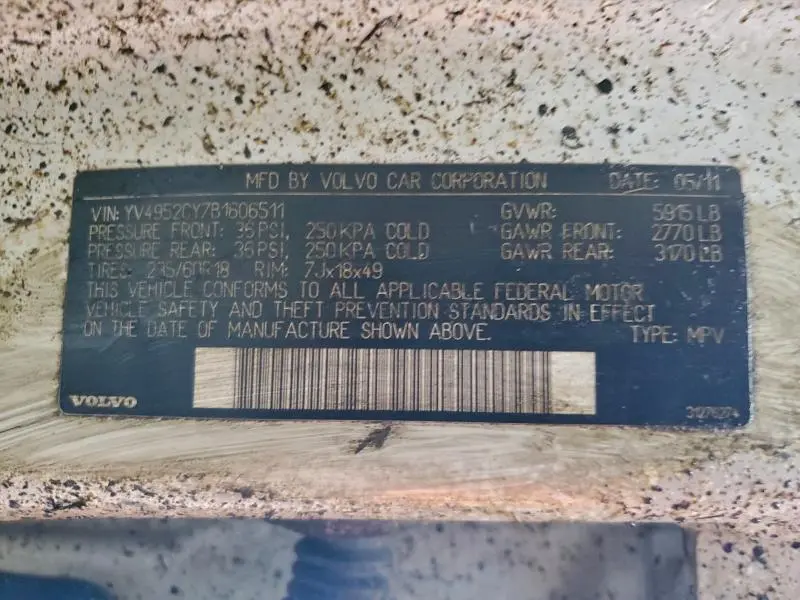 MFD BY VOLVO CAR CORPORATION DATE: 05/11
VIN: YV4952CY7B1606511 GVWR: 5915 LB
PRESSURE FRONT: 36 PSI, 250 KPA COLD GAWR FRONT: 2770 LB
PRESSURE REAR: 36 PSI, 250 KPA COLD GAWR REAR: 3170 LB
TIRES: 235/60R18 RIM: 7Jx18x49
THIS VEHICLE CONFORMS TO ALL APPLICABLE FEDERAL MOTOR
VEHICLE SAFETY AND THEFT PREVENTION STANDARDS IN EFFECT
ON THE DATE OF MANUFACTURE SHOWN ABOVE. TYPE: MPV
VOLVO 31276274